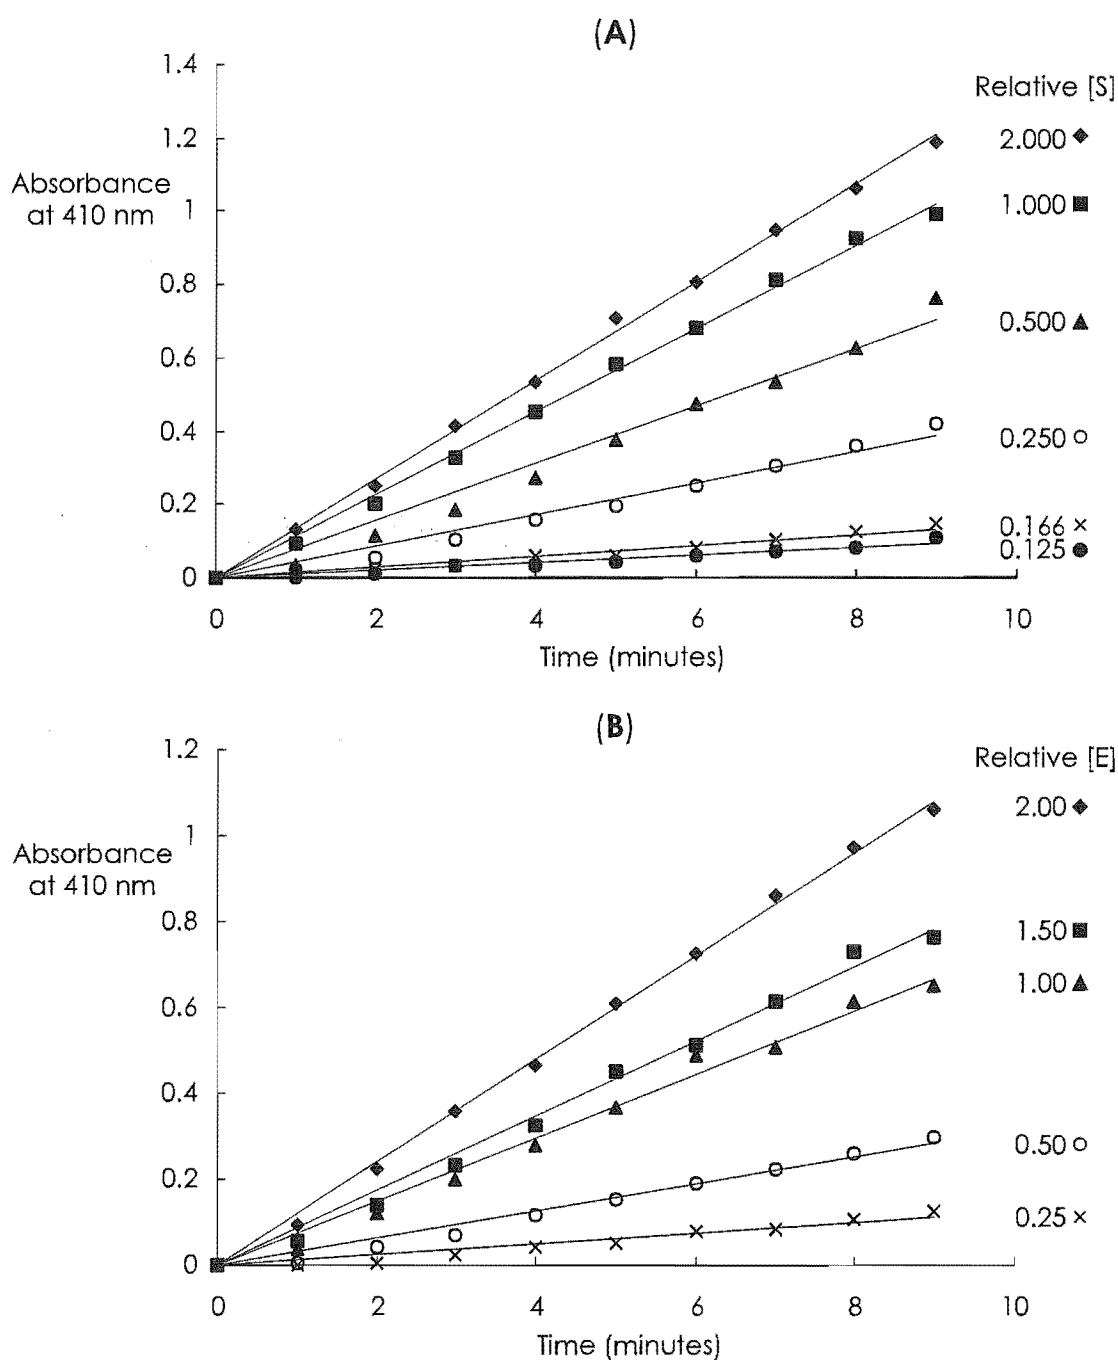 (A)
1.4
1.2
1
0.8
0.6
0.4
0.2
0
Absorbance
at 410 nm
0 2 4 6 8 10
Time (minutes)
Relative [S]
2.000
1.000
0.500
0.250
0.166
0.125
(B)
1.2
1
0.8
0.6
0.4
0.2
0
Absorbance
at 410 nm
0 2 4 6 8 10
Time (minutes)
Relative [E]
2.00
1.50
1.00
0.50
0.25